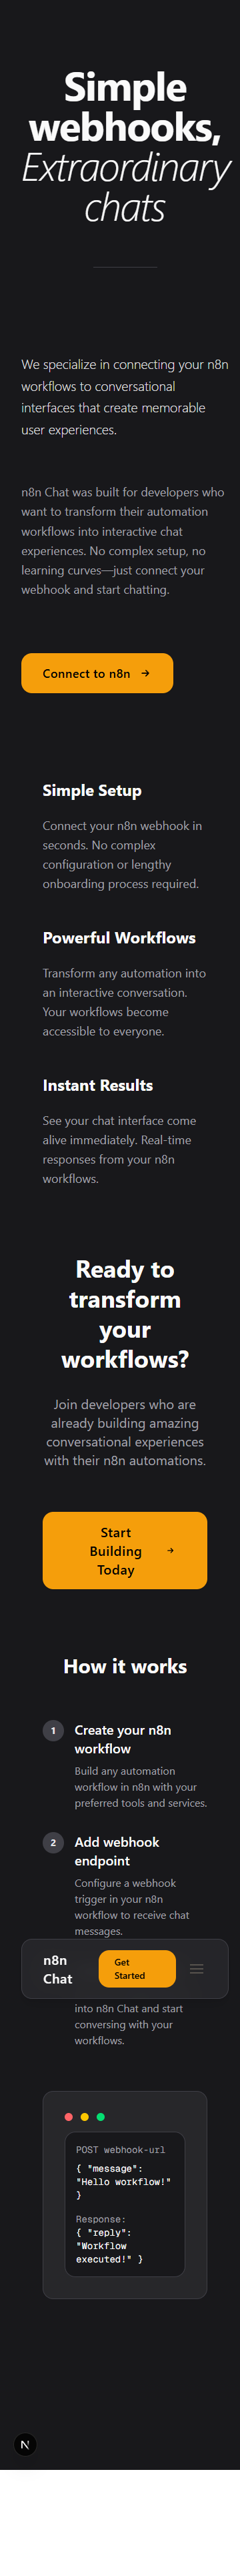 Simple
webhooks,
Extraordinary
chats
We specialize in connecting your n8n
workflows to conversational
interfaces that create memorable
user experiences.
n8n Chat was built for developers who
want to transform their automation
workflows into interactive chat
experiences. No complex setup, no
learning curves—just connect your
webhook and start chatting.
Connect to n8n →
Simple Setup
Connect your n8n webhook in
seconds. No complex
configuration or lengthy
onboarding process required.
Powerful Workflows
Transform any automation into
an interactive conversation.
Your workflows become
accessible to everyone.
Instant Results
See your chat interface come
alive immediately. Real-time
responses from your n8n
workflows.
Ready to
transform
your
workflows?
Join developers who are
already building amazing
conversational experiences
with their n8n automations.
Start
Building
Today →
How it works
1 Create your n8n
workflow
Build any automation
workflow in n8n with your
preferred tools and services.
2 Add webhook
endpoint
Configure a webhook
trigger in your n8n
workflow to receive chat
messages.
n8n
Chat
Get
Started
into n8n Chat and start
conversing with your
workflows.
POST webhook-url
{ "message":
"Hello workflow!"
}
Response:
{ "reply":
"Workflow
executed!" }
N